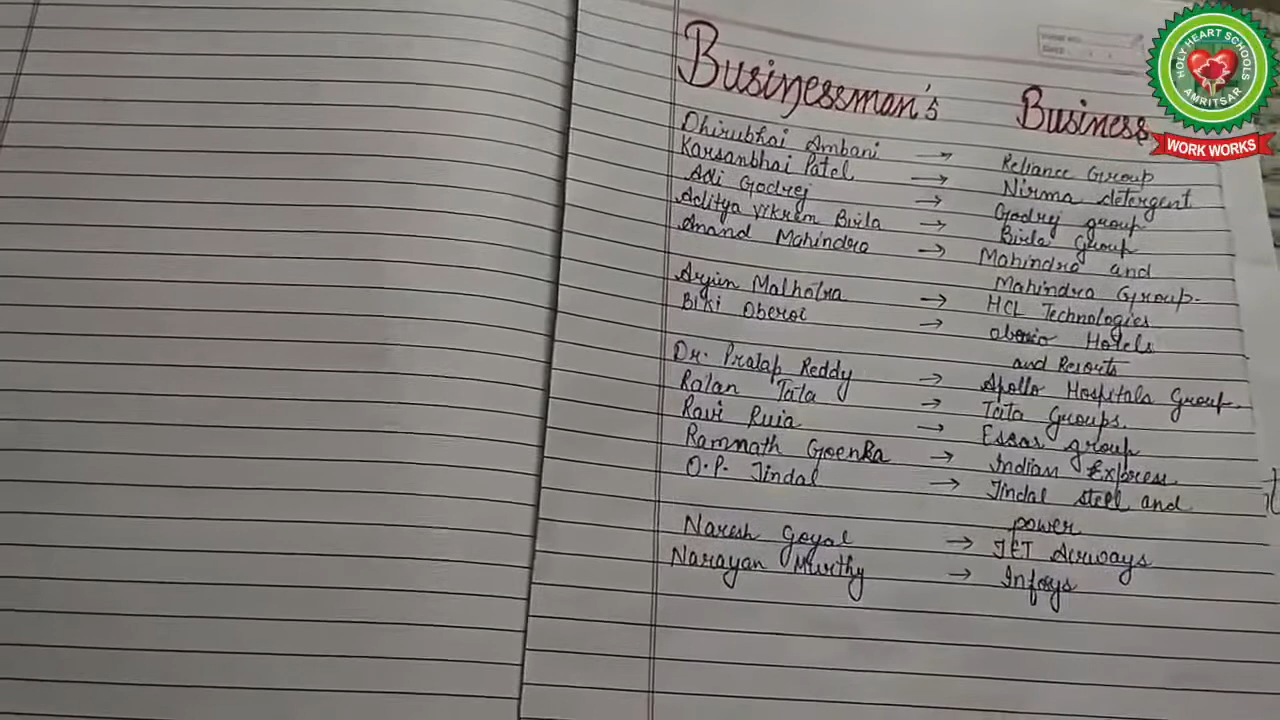 Businessman's Business
Dhirubhai Ambani → Reliance Group
Karsanbhai Patel → Nirma detergent
Adi Godrej → Godrej group
Aditya Vikrem Birla → Birla Group
Anand Mahindra → Mahindra and
Mahindra Group.
Arjun Malhotra → HCL Technologies
Biki Oberoi → Hotels
and Resorts
Dr. Pratap Reddy → Apollo Hospitals Group.
Ratan Tata → Tata Groups.
Ravi Ruia → Essar group
Ramnath Goenka → Indian Express
O.P. Jindal → Jindal steel and
power
Naresh Goyal → JET Airways
Narayan Murthy → Infosys
HOLY HEART SCHOOLS
AMRITSAR
WORK WORKS